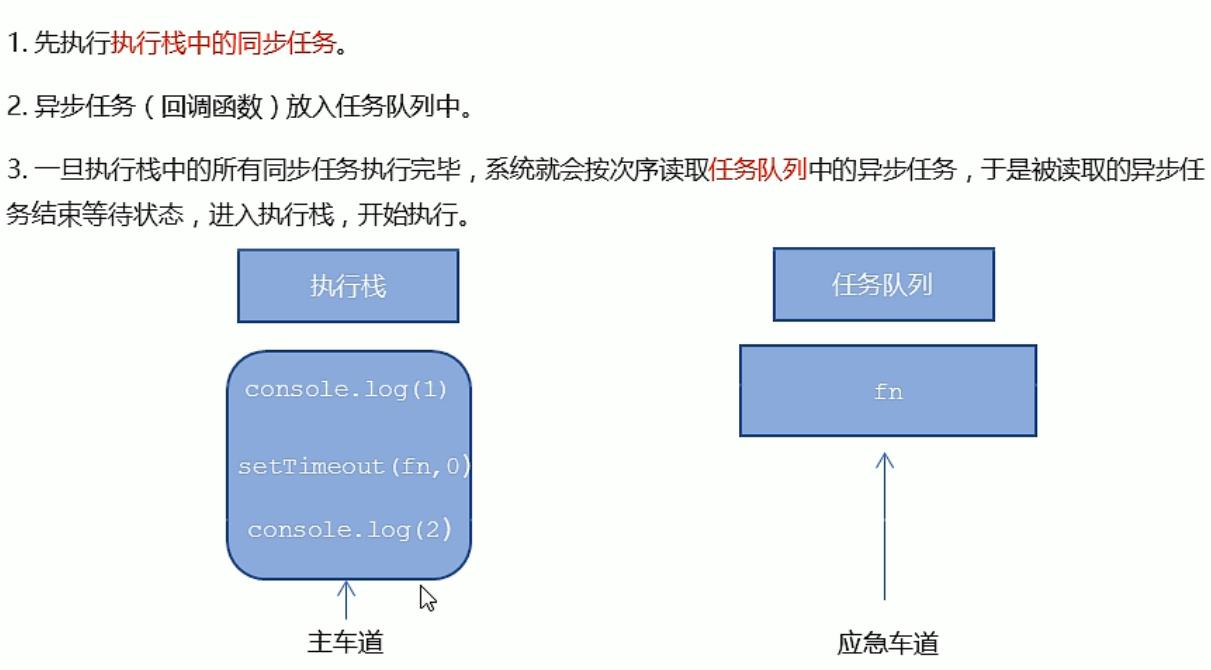 1. 先执行执行栈中的同步任务。
2. 异步任务（回调函数）放入任务队列中。
3. 一旦执行栈中的所有同步任务执行完毕，系统就会按次序读取任务队列中的异步任务，于是被读取的异步任
务结束等待状态，进入执行栈，开始执行。
执行栈
任务队列
console.log(1)
fn
setTimeout(fn,0)
console.log(2)
主车道
应急车道